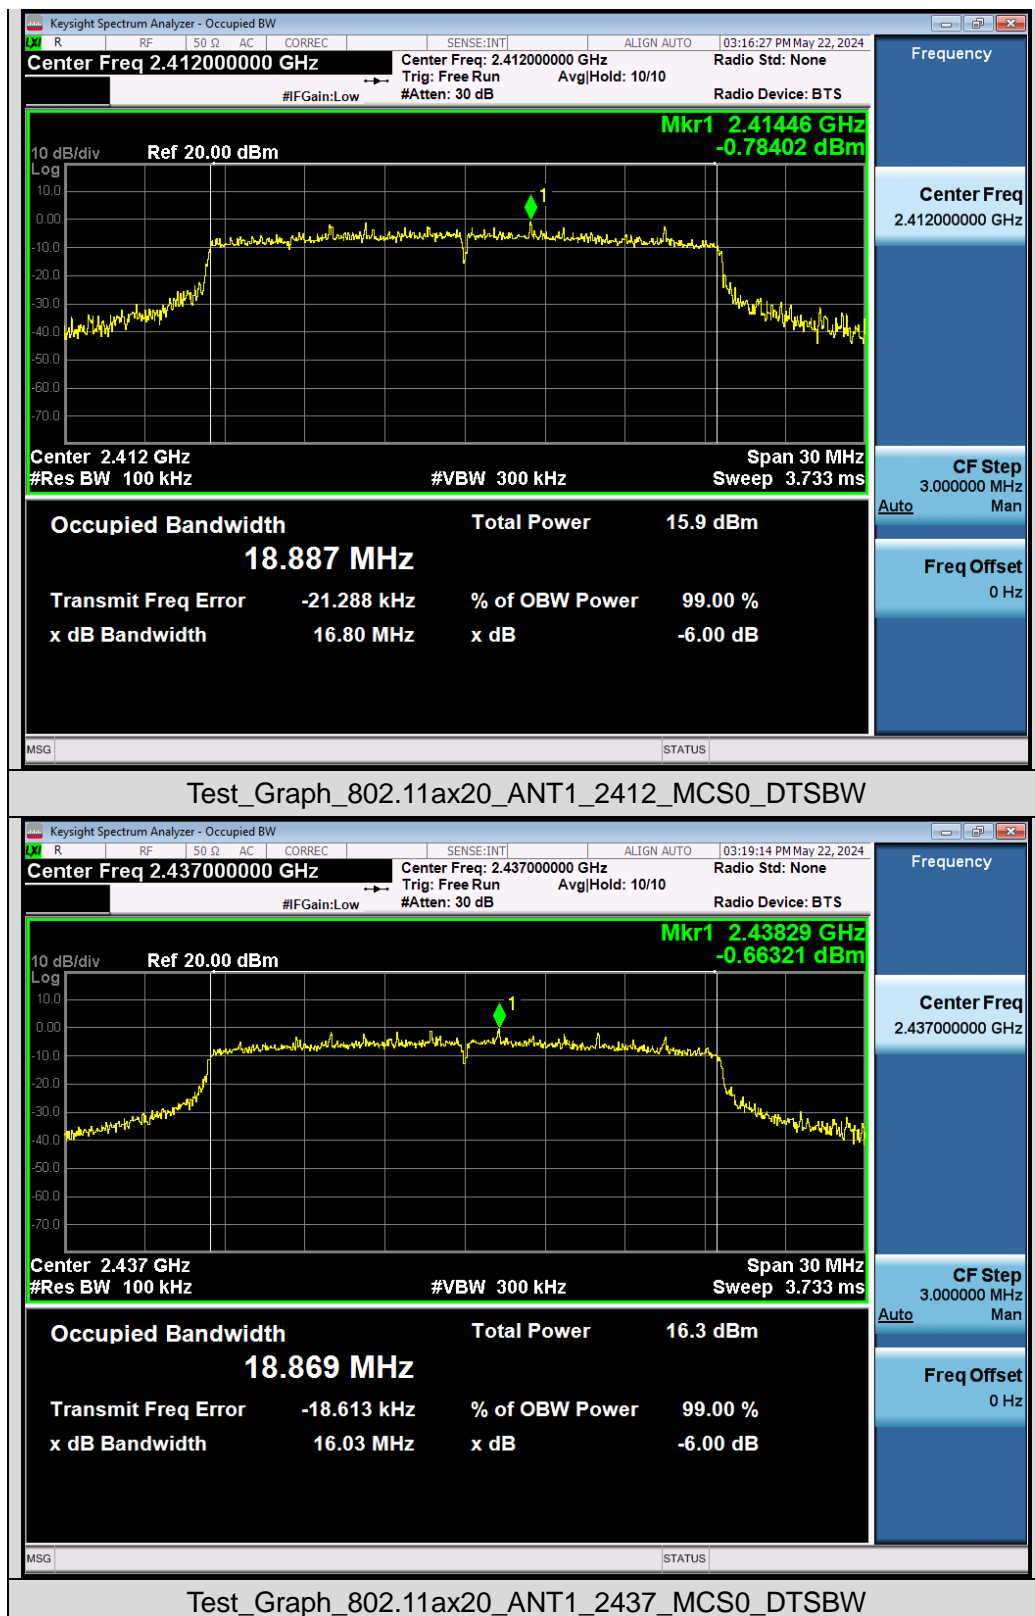 Keysight Spectrum Analyzer - Occupied BW
LXI R RF 50 Ω AC CORREC SENSE:INT ALIGN AUTO 03:16:27 PM May 22, 2024
Center Freq 2.412000000 GHz Center Freq: 2.412000000 GHz Radio Std: None Frequency
Trig: Free Run Avg|Hold: 10/10
#IFGain:Low #Atten: 30 dB Radio Device: BTS
Mkr1 2.41446 GHz
10 dB/div Ref 20.00 dBm -0.78402 dBm
Log
10.0
0.00
-10.0
-20.0
-30.0
-40.0
-50.0
-60.0
-70.0
1
Center Freq
2.412000000 GHz
Center 2.412 GHz Span 30 MHz
#Res BW 100 kHz #VBW 300 kHz Sweep 3.733 ms
CF Step
3.000000 MHz
Auto Man
Occupied Bandwidth Total Power 15.9 dBm
18.887 MHz
Freq Offset
0 Hz
Transmit Freq Error -21.288 kHz % of OBW Power 99.00 %
x dB Bandwidth 16.80 MHz x dB -6.00 dB
MSG STATUS
Test_Graph_802.11ax20_ANT1_2412_MCS0_DTSBW
Keysight Spectrum Analyzer - Occupied BW
LXI R RF 50 Ω AC CORREC SENSE:INT ALIGN AUTO 03:19:14 PM May 22, 2024
Center Freq 2.437000000 GHz Center Freq: 2.437000000 GHz Radio Std: None Frequency
Trig: Free Run Avg|Hold: 10/10
#IFGain:Low #Atten: 30 dB Radio Device: BTS
Mkr1 2.43829 GHz
10 dB/div Ref 20.00 dBm -0.66321 dBm
Log
10.0
0.00
-10.0
-20.0
-30.0
-40.0
-50.0
-60.0
-70.0
1
Center Freq
2.437000000 GHz
Center 2.437 GHz Span 30 MHz
#Res BW 100 kHz #VBW 300 kHz Sweep 3.733 ms
CF Step
3.000000 MHz
Auto Man
Occupied Bandwidth Total Power 16.3 dBm
18.869 MHz
Freq Offset
0 Hz
Transmit Freq Error -18.613 kHz % of OBW Power 99.00 %
x dB Bandwidth 16.03 MHz x dB -6.00 dB
MSG STATUS
Test_Graph_802.11ax20_ANT1_2437_MCS0_DTSBW